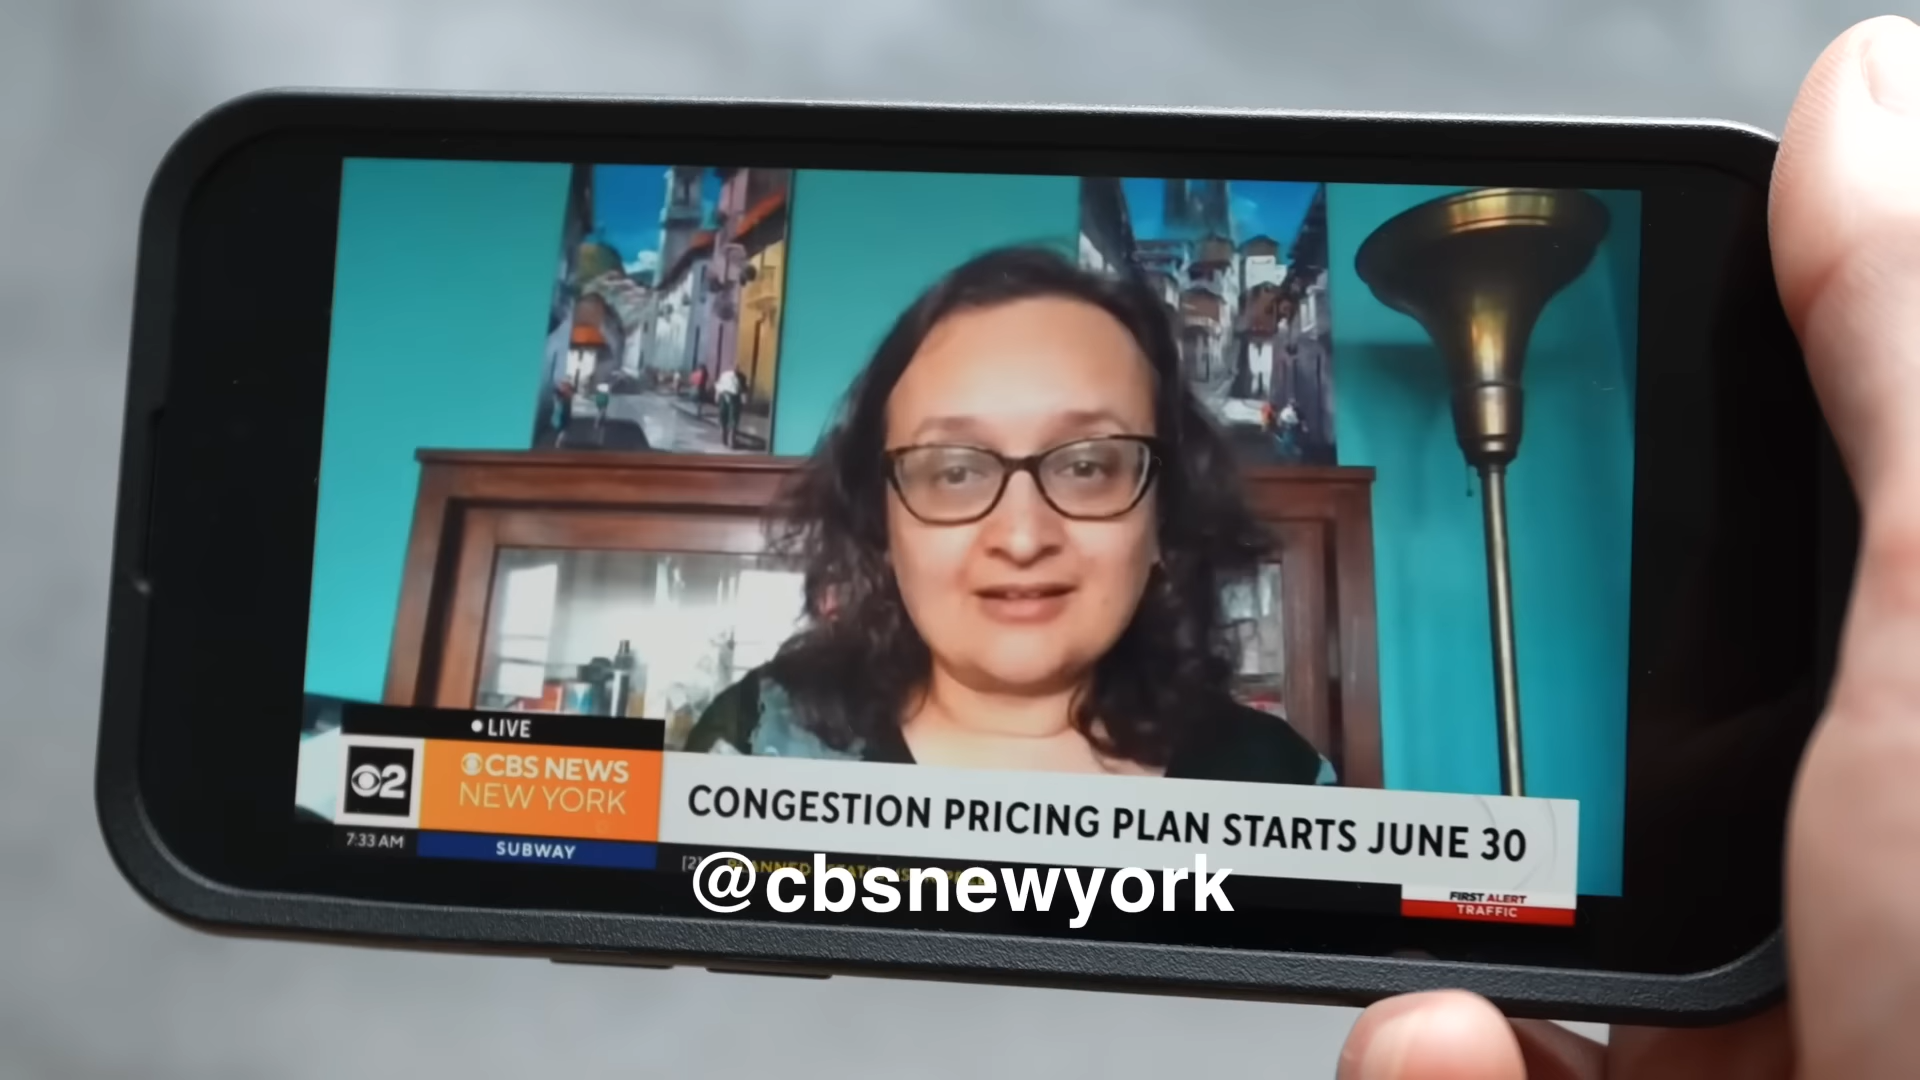 LIVE
2
CBS NEWS
NEW YORK
CONGESTION PRICING PLAN STARTS JUNE 30
7:33 AM
SUBWAY
@cbsnewyork
FIRST ALERT
TRAFFIC